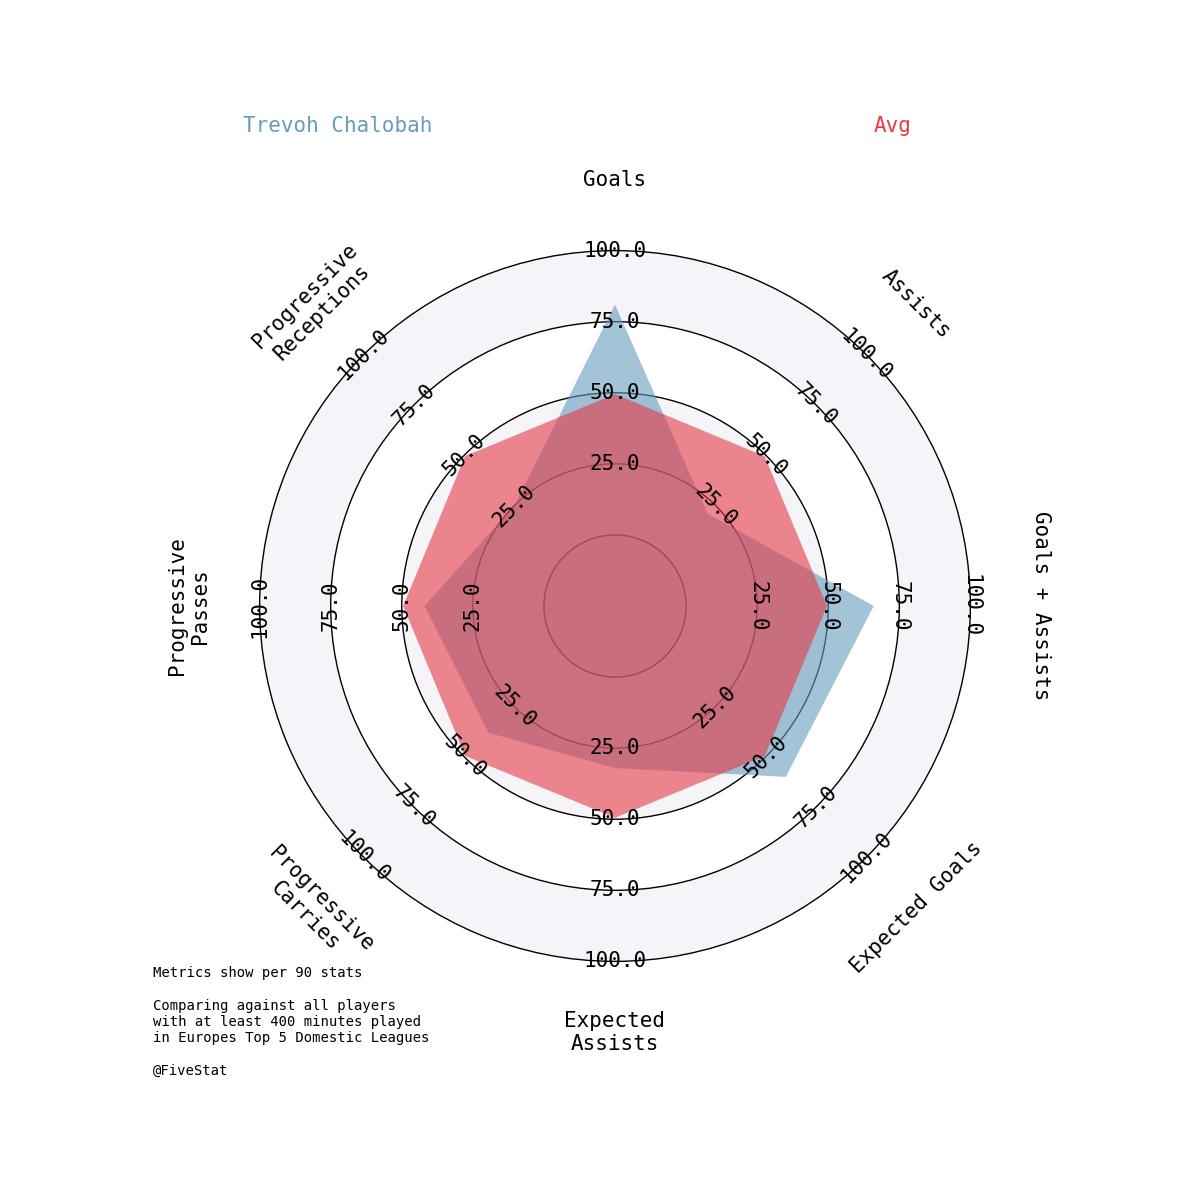 Trevoh Chalobah
Avg
Goals
Assists
Goals + Assists
Expected Goals
Expected
Assists
Progressive
Carries
Progressive
Passes
Progressive
Receptions
25.0
50.0
75.0
100.0
25.0
50.0
75.0
100.0
25.0
50.0
75.0
100.0
25.0
50.0
75.0
100.0
25.0
50.0
75.0
100.0
25.0
50.0
75.0
100.0
25.0
50.0
75.0
100.0
25.0
50.0
75.0
100.0
Metrics show per 90 stats
Comparing against all players
with at least 400 minutes played
in Europes Top 5 Domestic Leagues
@FiveStat